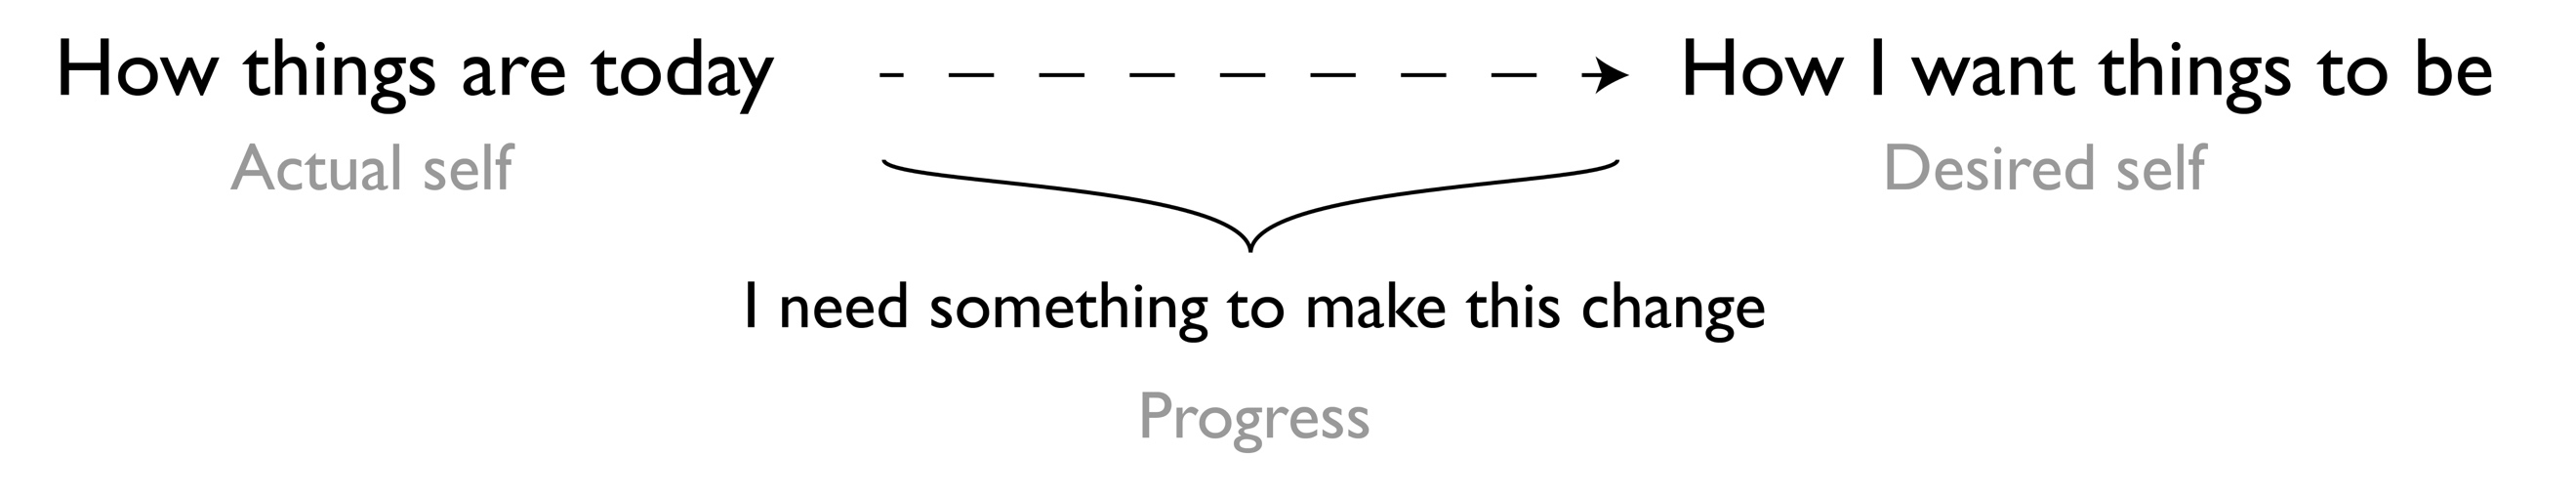 How things are today
How I want things to be
Actual self
Desired self
I need something to make this change
Progress